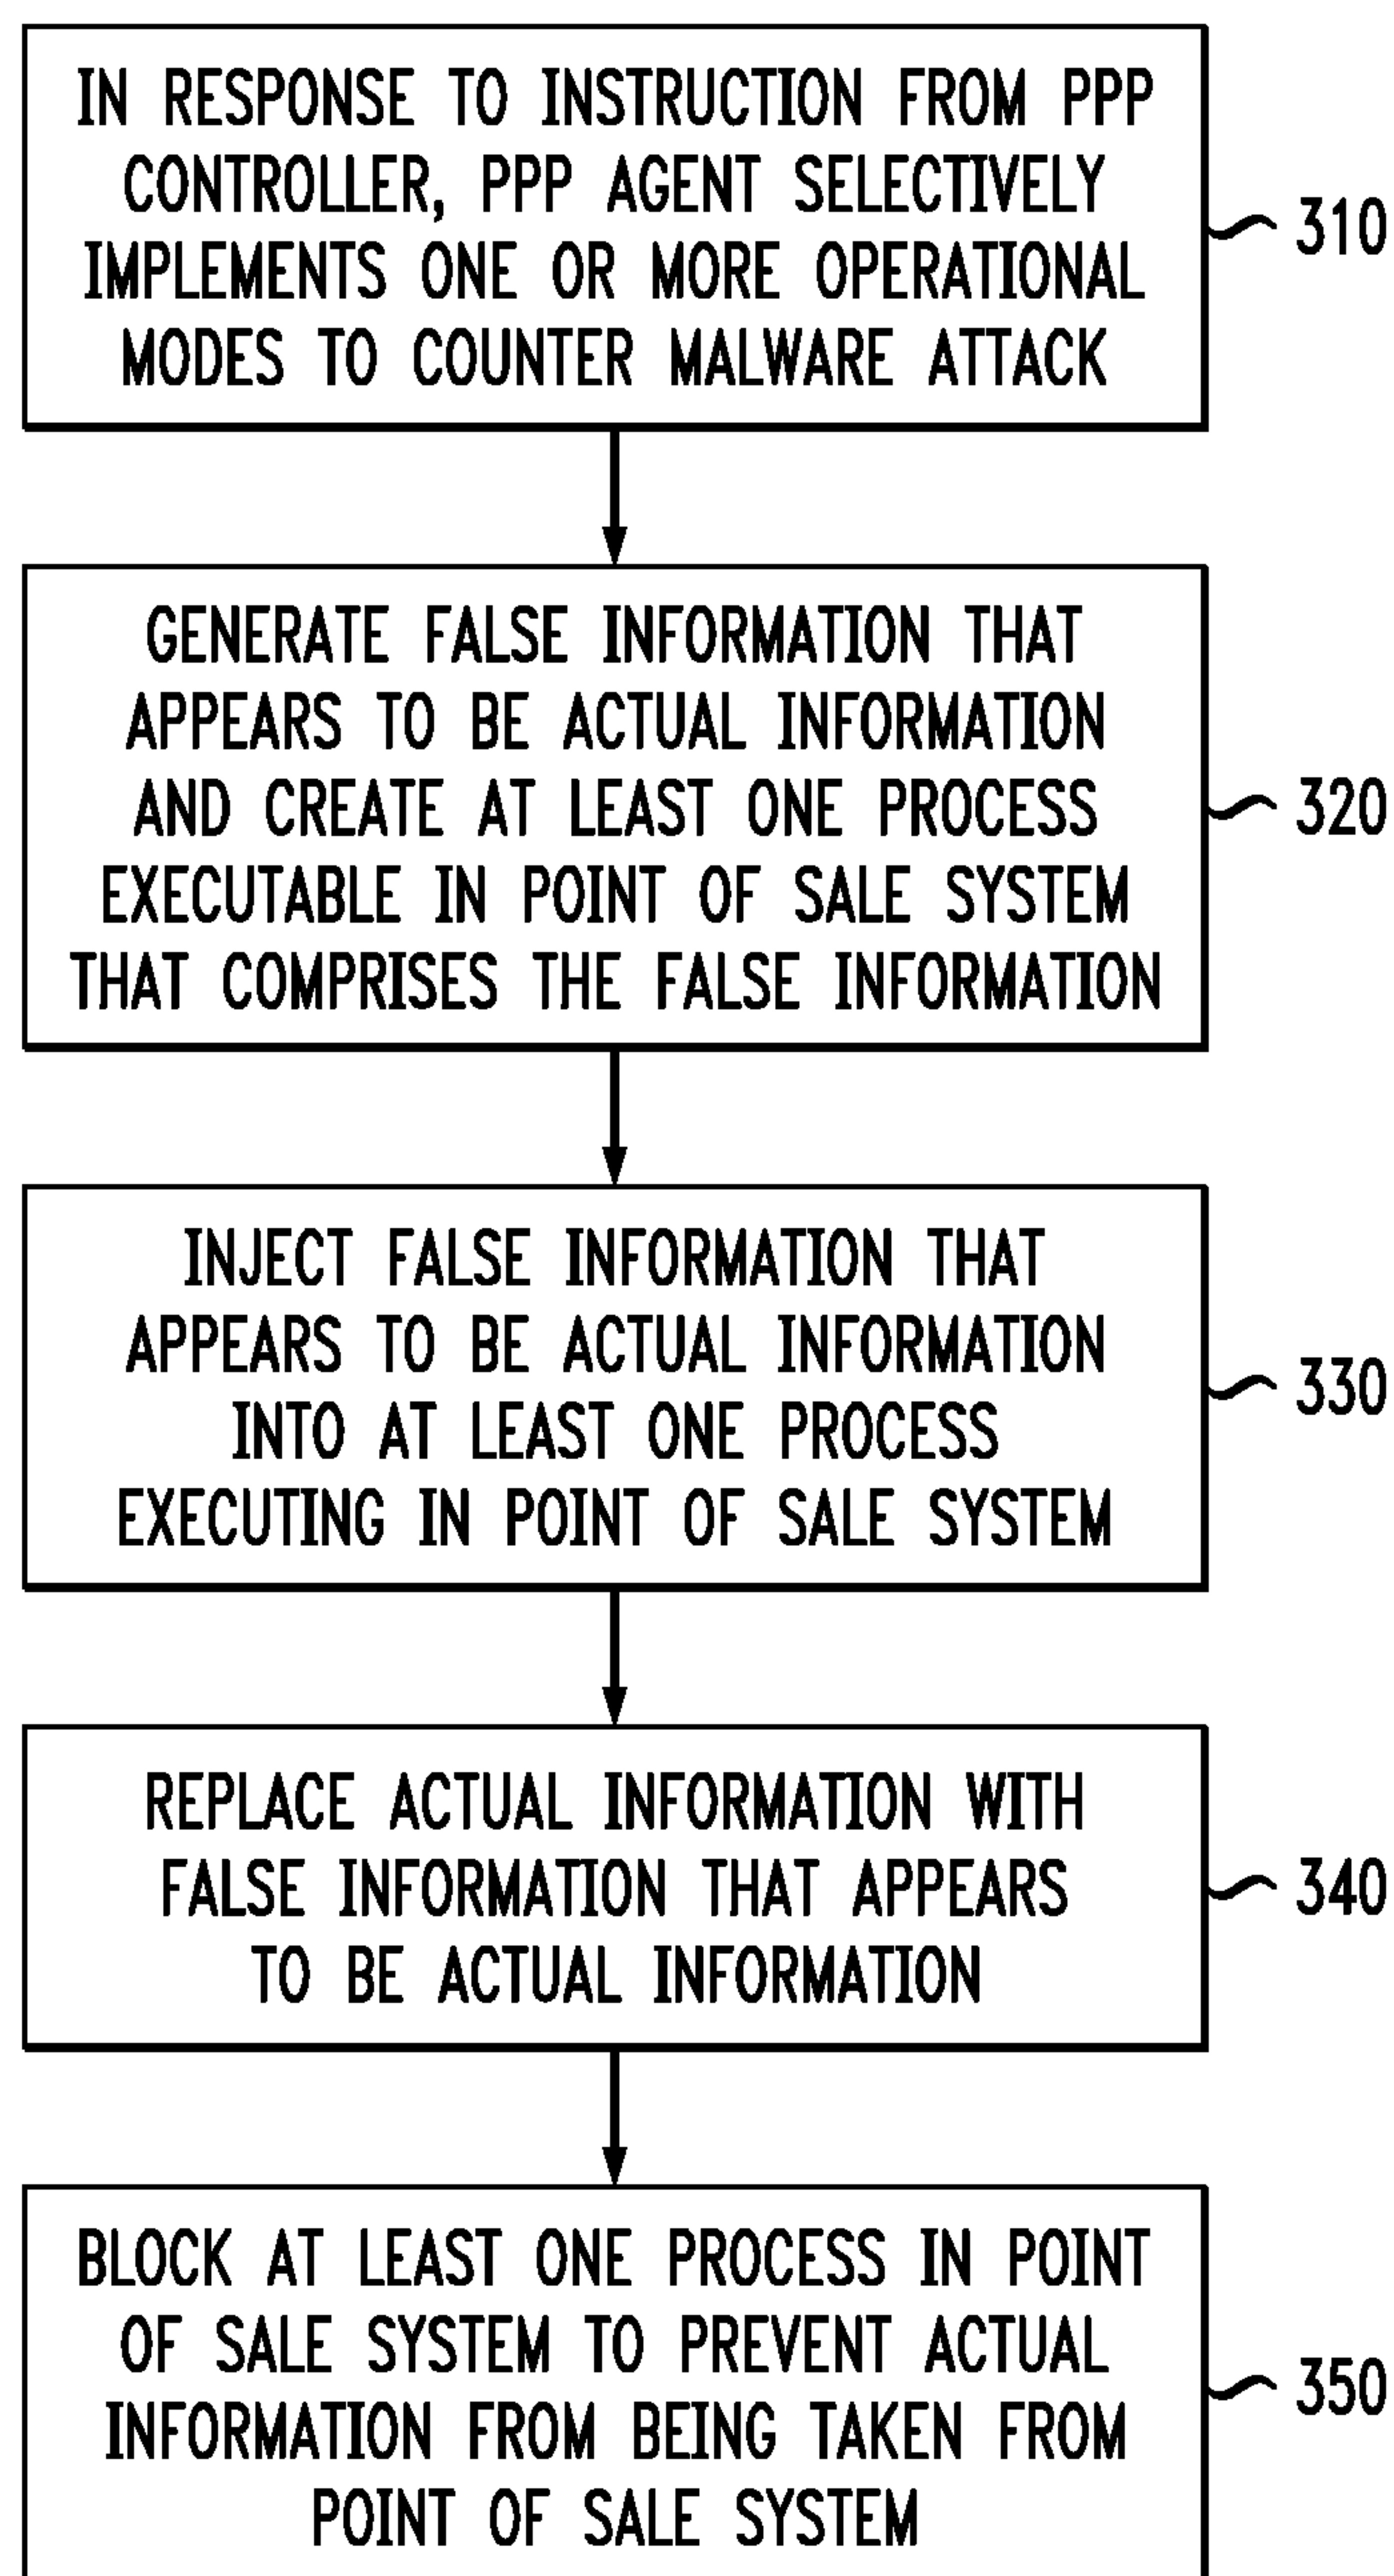 IN RESPONSE TO INSTRUCTION FROM PPP
CONTROLLER, PPP AGENT SELECTIVELY
IMPLEMENTS ONE OR MORE OPERATIONAL
MODES TO COUNTER MALWARE ATTACK
310
GENERATE FALSE INFORMATION THAT
APPEARS TO BE ACTUAL INFORMATION
AND CREATE AT LEAST ONE PROCESS
EXECUTABLE IN POINT OF SALE SYSTEM
THAT COMPRISES THE FALSE INFORMATION
320
INJECT FALSE INFORMATION THAT
APPEARS TO BE ACTUAL INFORMATION
INTO AT LEAST ONE PROCESS
EXECUTING IN POINT OF SALE SYSTEM
330
REPLACE ACTUAL INFORMATION WITH
FALSE INFORMATION THAT APPEARS
TO BE ACTUAL INFORMATION
340
BLOCK AT LEAST ONE PROCESS IN POINT
OF SALE SYSTEM TO PREVENT ACTUAL
INFORMATION FROM BEING TAKEN FROM
POINT OF SALE SYSTEM
350